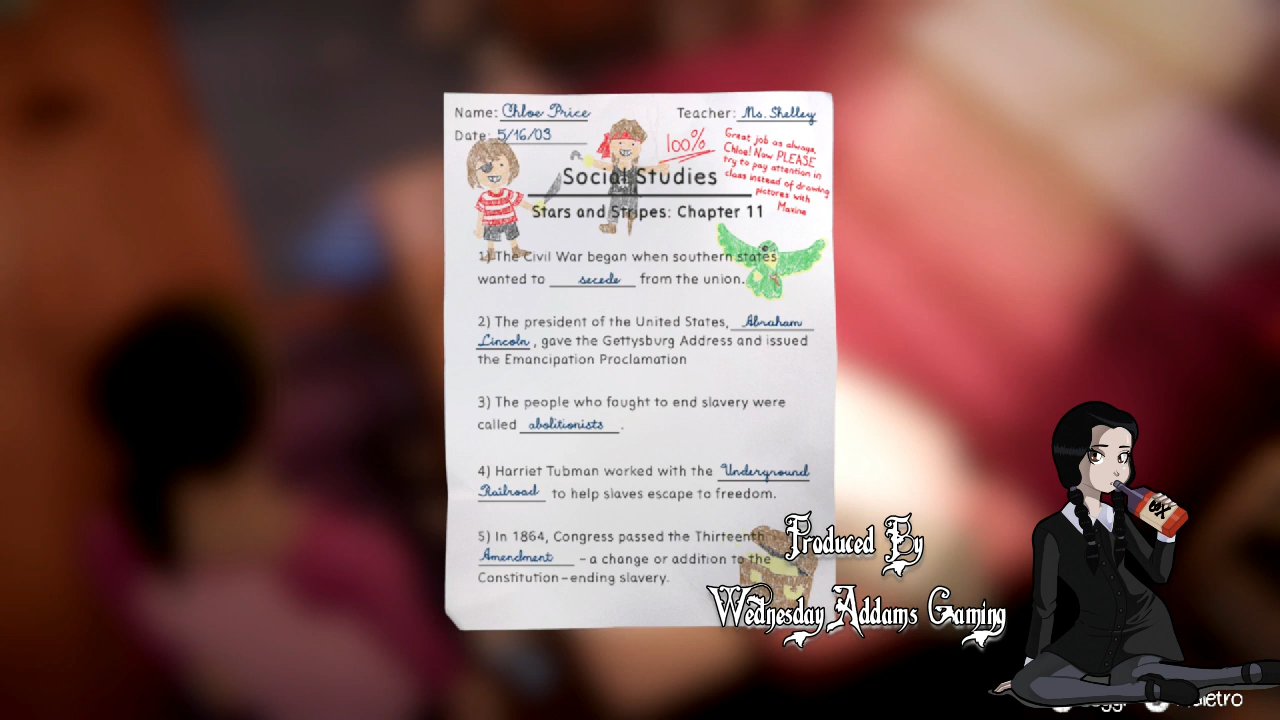 Name: Chloe Price
Teacher: Ms. Shelley
Date: 5/16/03
100%
Great job as always,
Chloe! Now PLEASE
try to pay attention in
class instead of drawing
pictures with
Maxine
Social Studies
Stars and Stripes: Chapter 11
1) The Civil War began when southern states
wanted to secede from the union.
2) The president of the United States, Abraham
Lincoln, gave the Gettysburg Address and issued
the Emancipation Proclamation
3) The people who fought to end slavery were
called abolitionists.
4) Harriet Tubman worked with the Underground
Railroad to help slaves escape to freedom.
5) In 1864, Congress passed the Thirteenth
Amendment - a change or addition to the
Constitution - ending slavery.
Produced By
Wednesday Addams Gaming